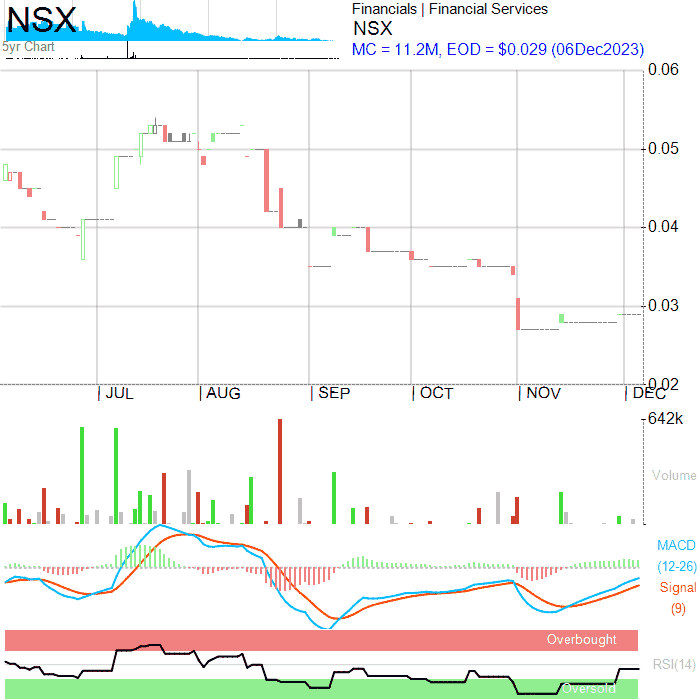 NSX
5yr Chart
Financials | Financial Services
NSX
MC = 11.2M, EOD = $0.029 (06Dec2023)
0.06
0.05
0.04
0.03
0.02
JUL AUG SEP OCT NOV DEC
642k
Volume
MACD
(12-26)
Signal
(9)
Overbought
RSI(14)
Oversold